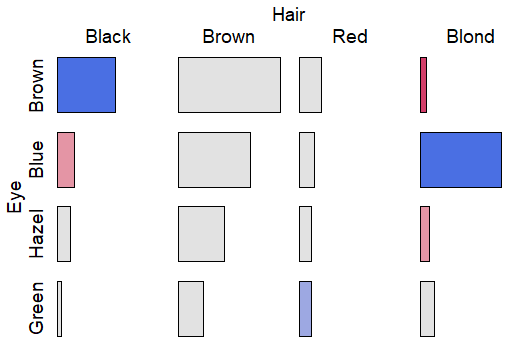 Hair
Black Brown Red Blond
Eye
Brown
Blue
Hazel
Green